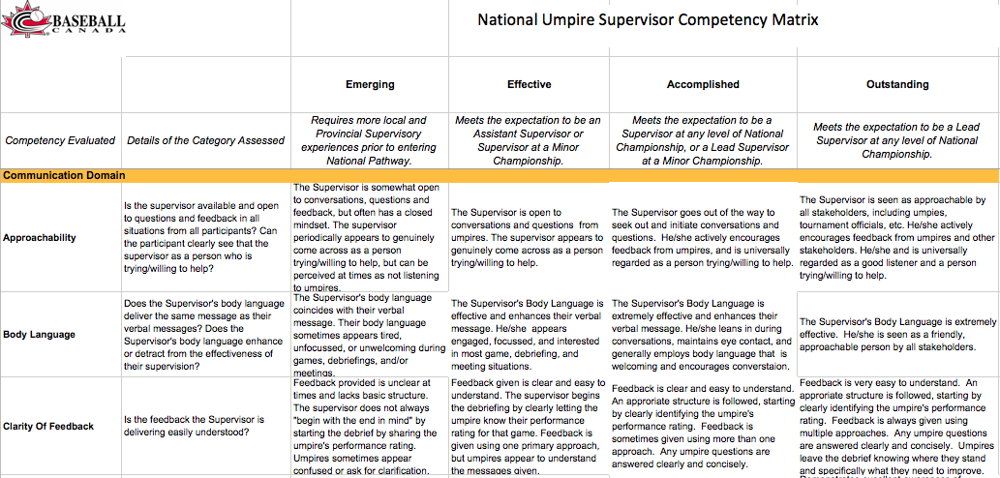 BASEBALL
CANADA
National Umpire Supervisor Competency Matrix
Emerging
Effective
Accomplished
Outstanding
Competency Evaluated
Details of the Category Assessed
Requires more local and
Provincial Supervisory
experiences prior to entering
National Pathway.
Meets the expectation to be an
Assistant Supervisor or
Supervisor at a Minor
Championship.
Meets the expectation to be a
Supervisor at any level of National
Championship, or a Lead Supervisor
at a Minor Championship.
Meets the expectation to be a Lead
Supervisor at any level of National
Championship.
Communication Domain
Approachability
Is the supervisor available and open
to questions and feedback in all
situations from all participants? Can
the participant clearly see that the
supervisor as a person who is
trying/willing to help?
The Supervisor is somewhat open
to conversations, questions and
feedback, but often has a closed
mindset. The supervisor
periodically appears to genuinely
come across as a person
trying/willing to help, but can be
perceived at times as not listening
to umpires.
The Supervisor is open to
conversations and questions from
umpires. The supervisor appears to
genuinely come across as a person
trying/willing to help.
The Supervisor goes out of the way to
seek out and initiate conversations and
questions. He/she actively encourages
feedback from umpires, and is universally
regarded as a person trying/willing to help.
The Supervisor is seen as approachable by
all stakeholders, including umpies,
tournament officials, etc. He/she actively
encourages feedback from umpires and other
stakeholders. He/she and is universally
regarded as a good listener and a person
trying/willing to help.
Body Language
Does the Supervisor's body language
deliver the same message as their
verbal messages? Does the
Supervisor's body language enhance
or detract from the effectiveness of
their supervision?
The Supervisor's body language
coincides with their verbal
message. Their body language
sometimes appears tired,
unfocussed, or unwelcoming during
games, debriefings, and/or
meetings.
The Supervisor's Body Language is
effective and enhances their verbal
message. He/she appears
engaged, focussed, and interested
in most game, debriefing, and
meeting situations.
The Supervisor's Body Language is
extremely effective and enhances their
verbal message. He/she leans in during
conversations, maintains eye contact, and
generally employs body language that is
welcoming and encourages converstaion.
The Supervisor's Body Language is extremely
effective. He/she is seen as a friendly,
approachable person by all stakeholders.
Clarity Of Feedback
Is the feedback the Supervisor is
delivering easily understood?
Feedback provided is unclear at
times and lacks basic structure.
The supervisor does not always
"begin with the end in mind" by
starting the debrief by sharing the
umpire's performance rating.
Umpires sometimes appear
confused or ask for clarification.
Feedback given is clear and easy to
understand. The supervisor begins
the debriefing by clearly letting the
umpire know their performance
rating for that game. Feedback is
given using one primary approach,
but umpires appear to understand
the messages given.
Feedback is clear and easy to understand.
An approriate structure is followed, starting
by clearly identifying the umpire's
performance rating. Feedback is
sometimes given using more than one
approach. Any umpire questions are
answered clearly and concisely.
Feedback is very easy to understand. An
approriate structure is followed, starting by
clearly identifying the umpire's performance
rating. Feedback is always given using
multiple approaches. Any umpire questions
are answered clearly and concisely. Umpires
leave the debrief knowing where they stand
and specifically what they need to improve.